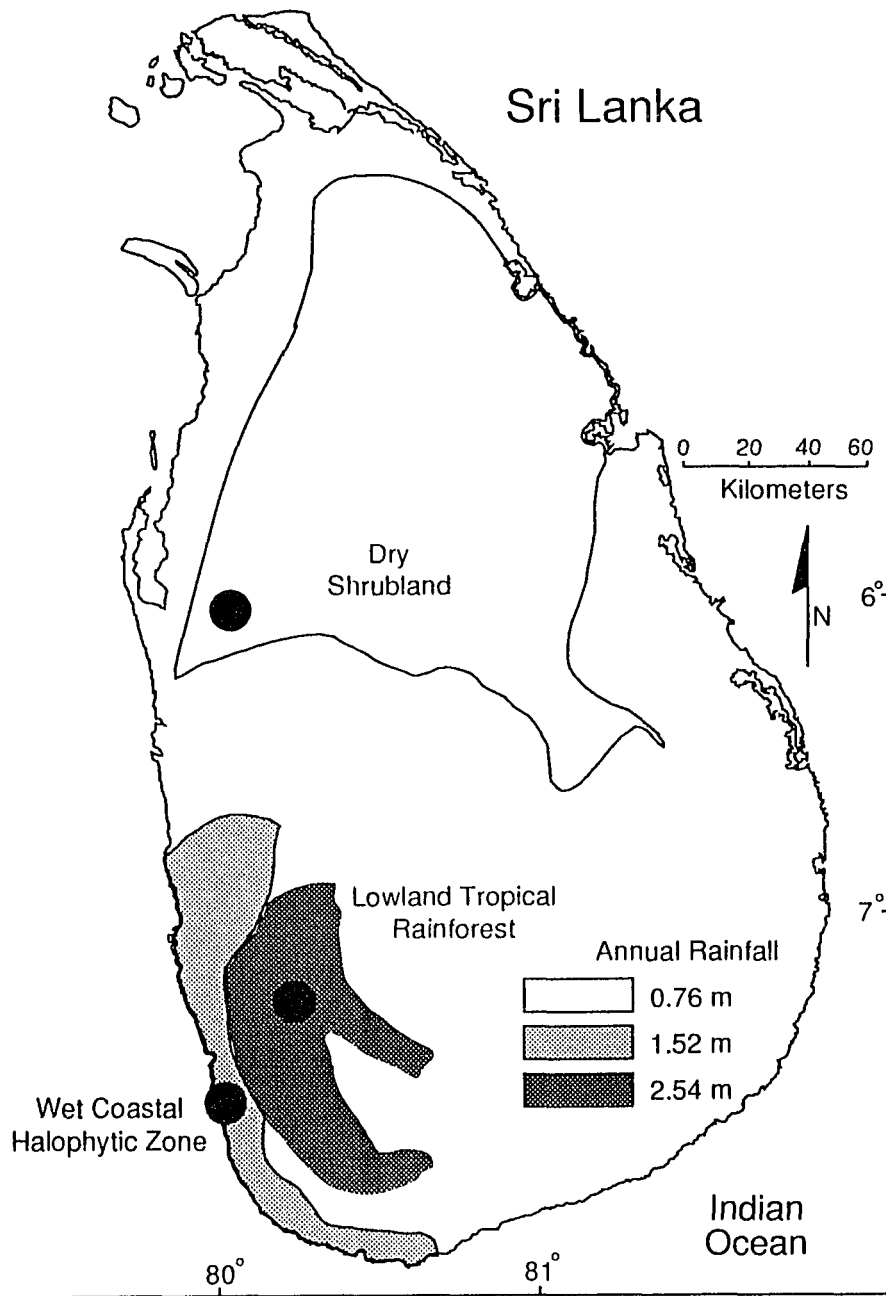 Sri Lanka
0 20 40 60
Kilometers
Dry
Shrubland
6°
N
Lowland Tropical
Rainforest
7°
Annual Rainfall
0.76 m
1.52 m
2.54 m
Wet Coastal
Halophytic Zone
Indian
Ocean
80°
81°